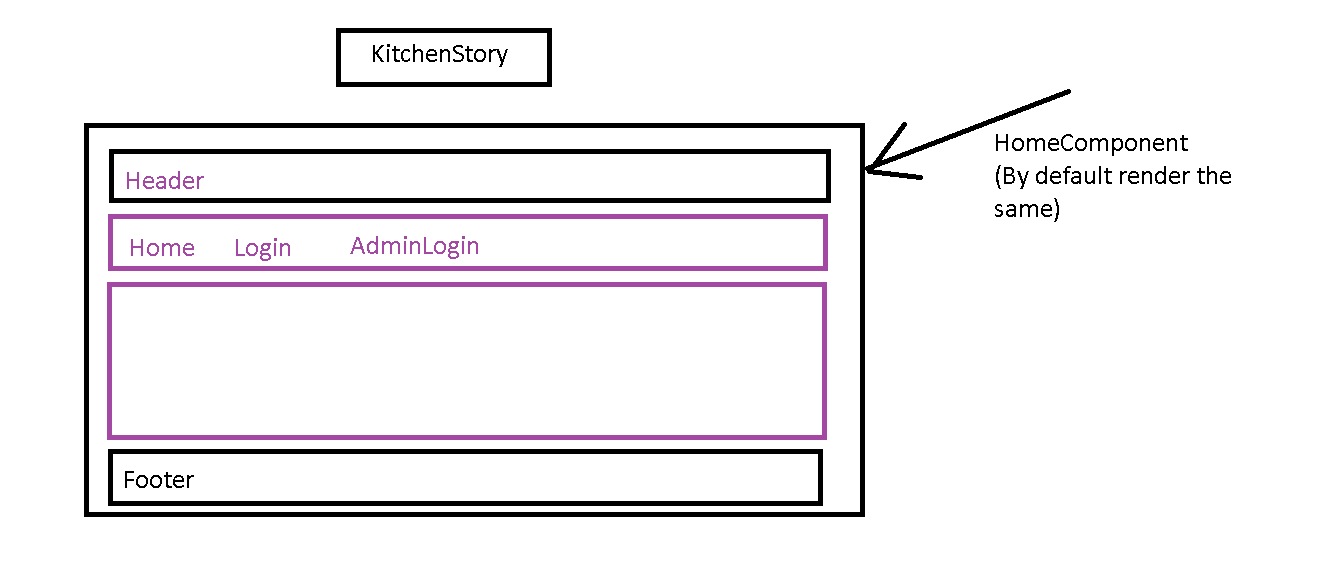 KitchenStory
HomeComponent
(By default render the
same)
Header
Home Login AdminLogin
Footer